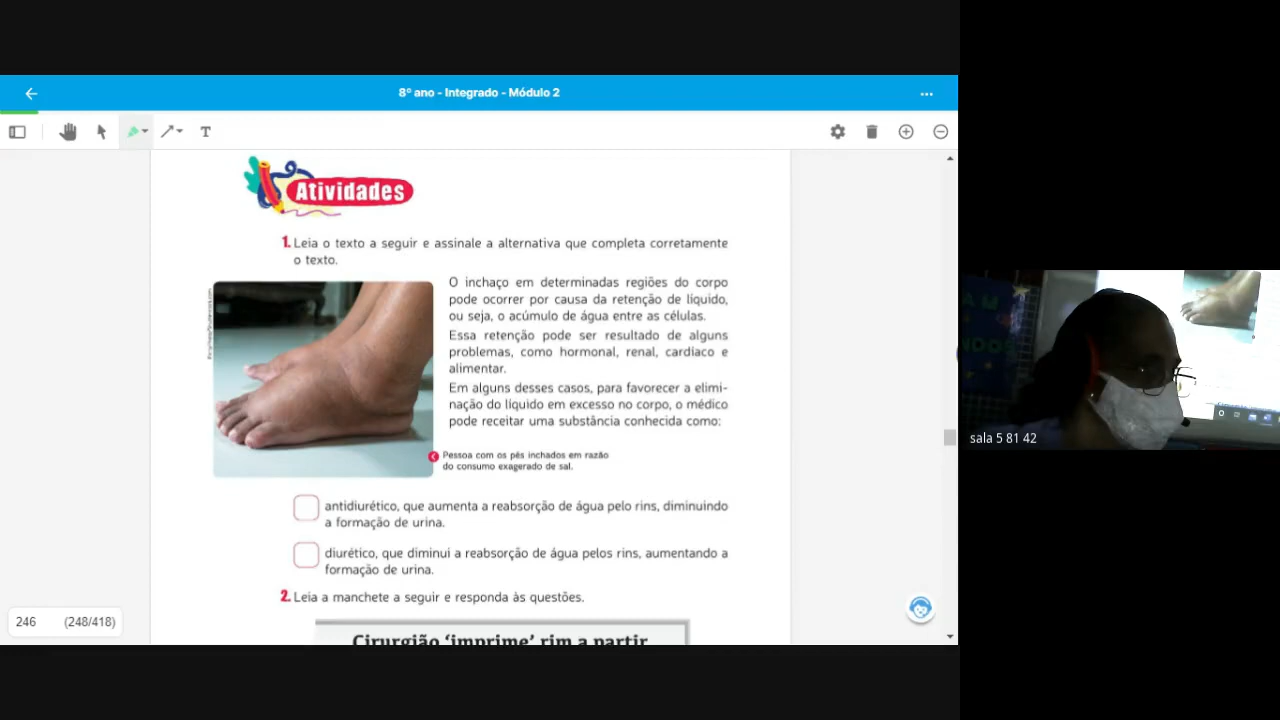 8º ano - Integrado - Módulo 2
T
Atividades
1. Leia o texto a seguir e assinale a alternativa que completa corretamente
o texto.
O inchaço em determinadas regiões do corpo
pode ocorrer por causa da retenção de líquido,
ou seja, o acúmulo de água entre as células.
Essa retenção pode ser resultado de alguns
problemas, como hormonal, renal, cardíaco e
alimentar.
Em alguns desses casos, para favorecer a elimi-
nação do líquido em excesso no corpo, o médico
pode receitar uma substância conhecida como:
Pessoa com os pés inchados em razão
do consumo exagerado de sal.
antidiurético, que aumenta a reabsorção de água pelo rins, diminuindo
a formação de urina.
diurético, que diminui a reabsorção de água pelos rins, aumentando a
formação de urina.
2. Leia a manchete a seguir e responda às questões.
Cirurgião ‘imprime’ rim a partir
246 (248/418)
sala 5 81 42